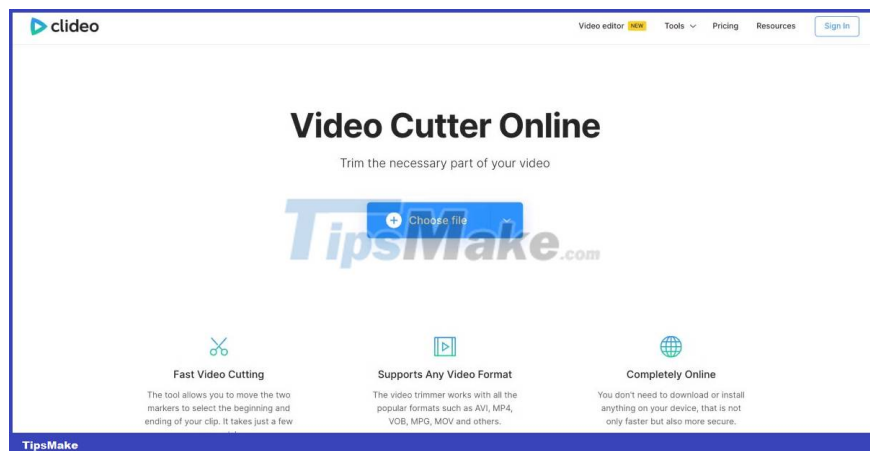 clideo
Video editor NEW Tools Pricing Resources Sign In
Video Cutter Online
Trim the necessary part of your video
Choose file
TipsMake.com
Fast Video Cutting
The tool allows you to move the two
markers to select the beginning and
ending of your clip. It takes just a few
Supports Any Video Format
The video trimmer works with all the
popular formats such as AVI, MP4,
VOB, MPG, MOV and others.
Completely Online
You don't need to download or install
anything on your device, that is not
only faster but also more secure.
TipsMake